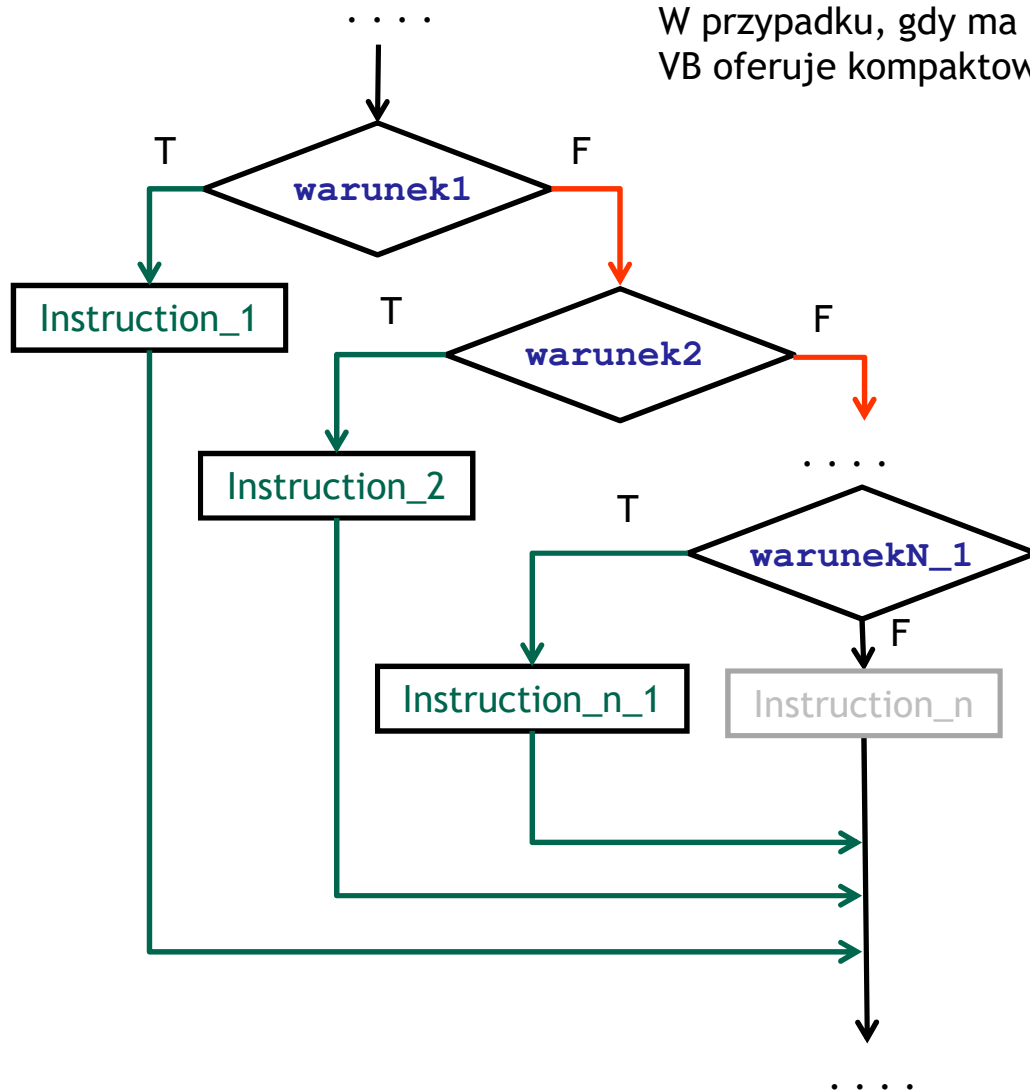 . . . .
W przypadku, gdy ma
VB oferuje kompaktow
T
F
warunek1
Instruction_1
T
F
warunek2
Instruction_2
. . . .
T
warunekN_1
F
Instruction_n_1
Instruction_n
. . . .